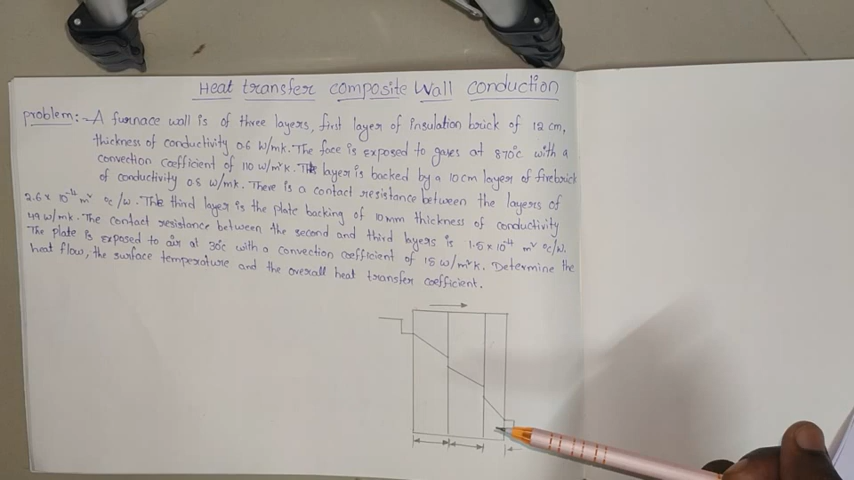 Heat transfer composite Wall conduction
problem:- A furnace wall is of three layers, first layer of insulation brick of 12 cm,
thickness of conductivity 0.6 W/mk. The face is exposed to gases at 870°c with a
convection coefficient of 110 w/m²k. The layer is backed by a 10cm layer of firebrick
of conductivity 0.8 W/mk. There is a contact resistance between the layers of
2.6 x 10⁻⁴ m² °c/w. The third layer is the plate backing of 10mm thickness of conductivity
49 W/mk. The contact resistance between the second and third layers is 1.5 x 10⁻⁴ m² °c/w.
The plate is exposed to air at 30°c with a convection coefficient of 15 w/m²k. Determine the
heat flow, the surface temperature and the overall heat transfer coefficient.